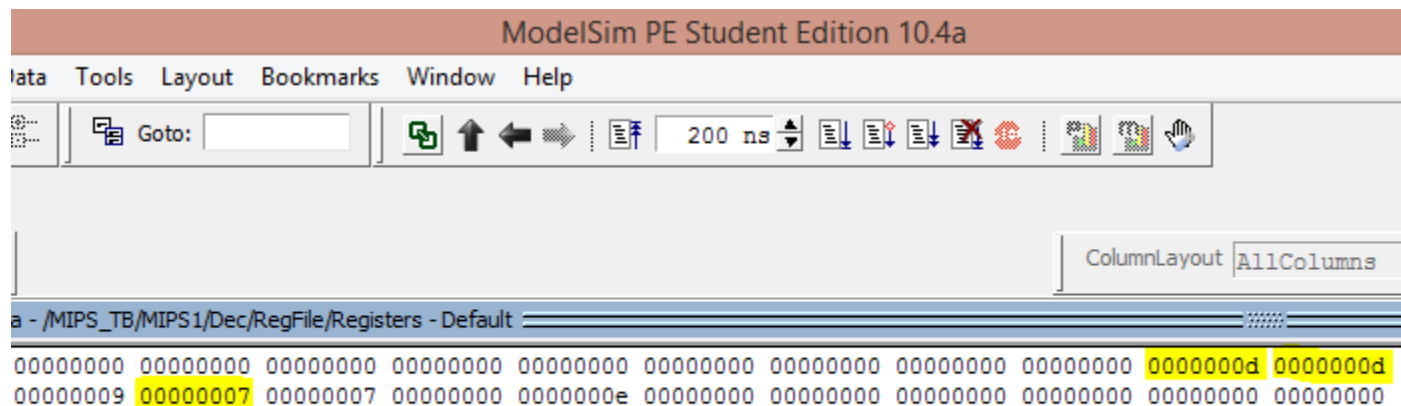 ModelSim PE Student Edition 10.4a
Data Tools Layout Bookmarks Window Help
Goto: 200 ns
ColumnLayout AllColumns
a - /MIPS_TB/MIPS1/Dec/RegFile/Registers - Default
00000000 00000000 00000000 00000000 00000000 00000000 00000000 00000000 00000000 0000000d 0000000d
00000009 00000007 00000007 00000000 0000000e 00000000 00000000 00000000 00000000 00000000 00000000